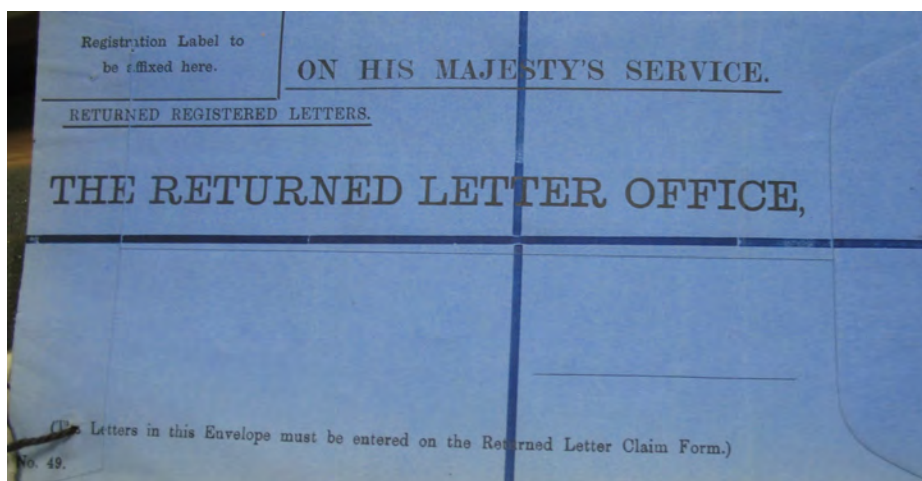 Registration Label to
be affixed here.
ON HIS MAJESTY'S SERVICE.
RETURNED REGISTERED LETTERS.
THE RETURNED LETTER OFFICE,
(The Letters in this Envelope must be entered on the Returned Letter Claim Form.)
No. 49.